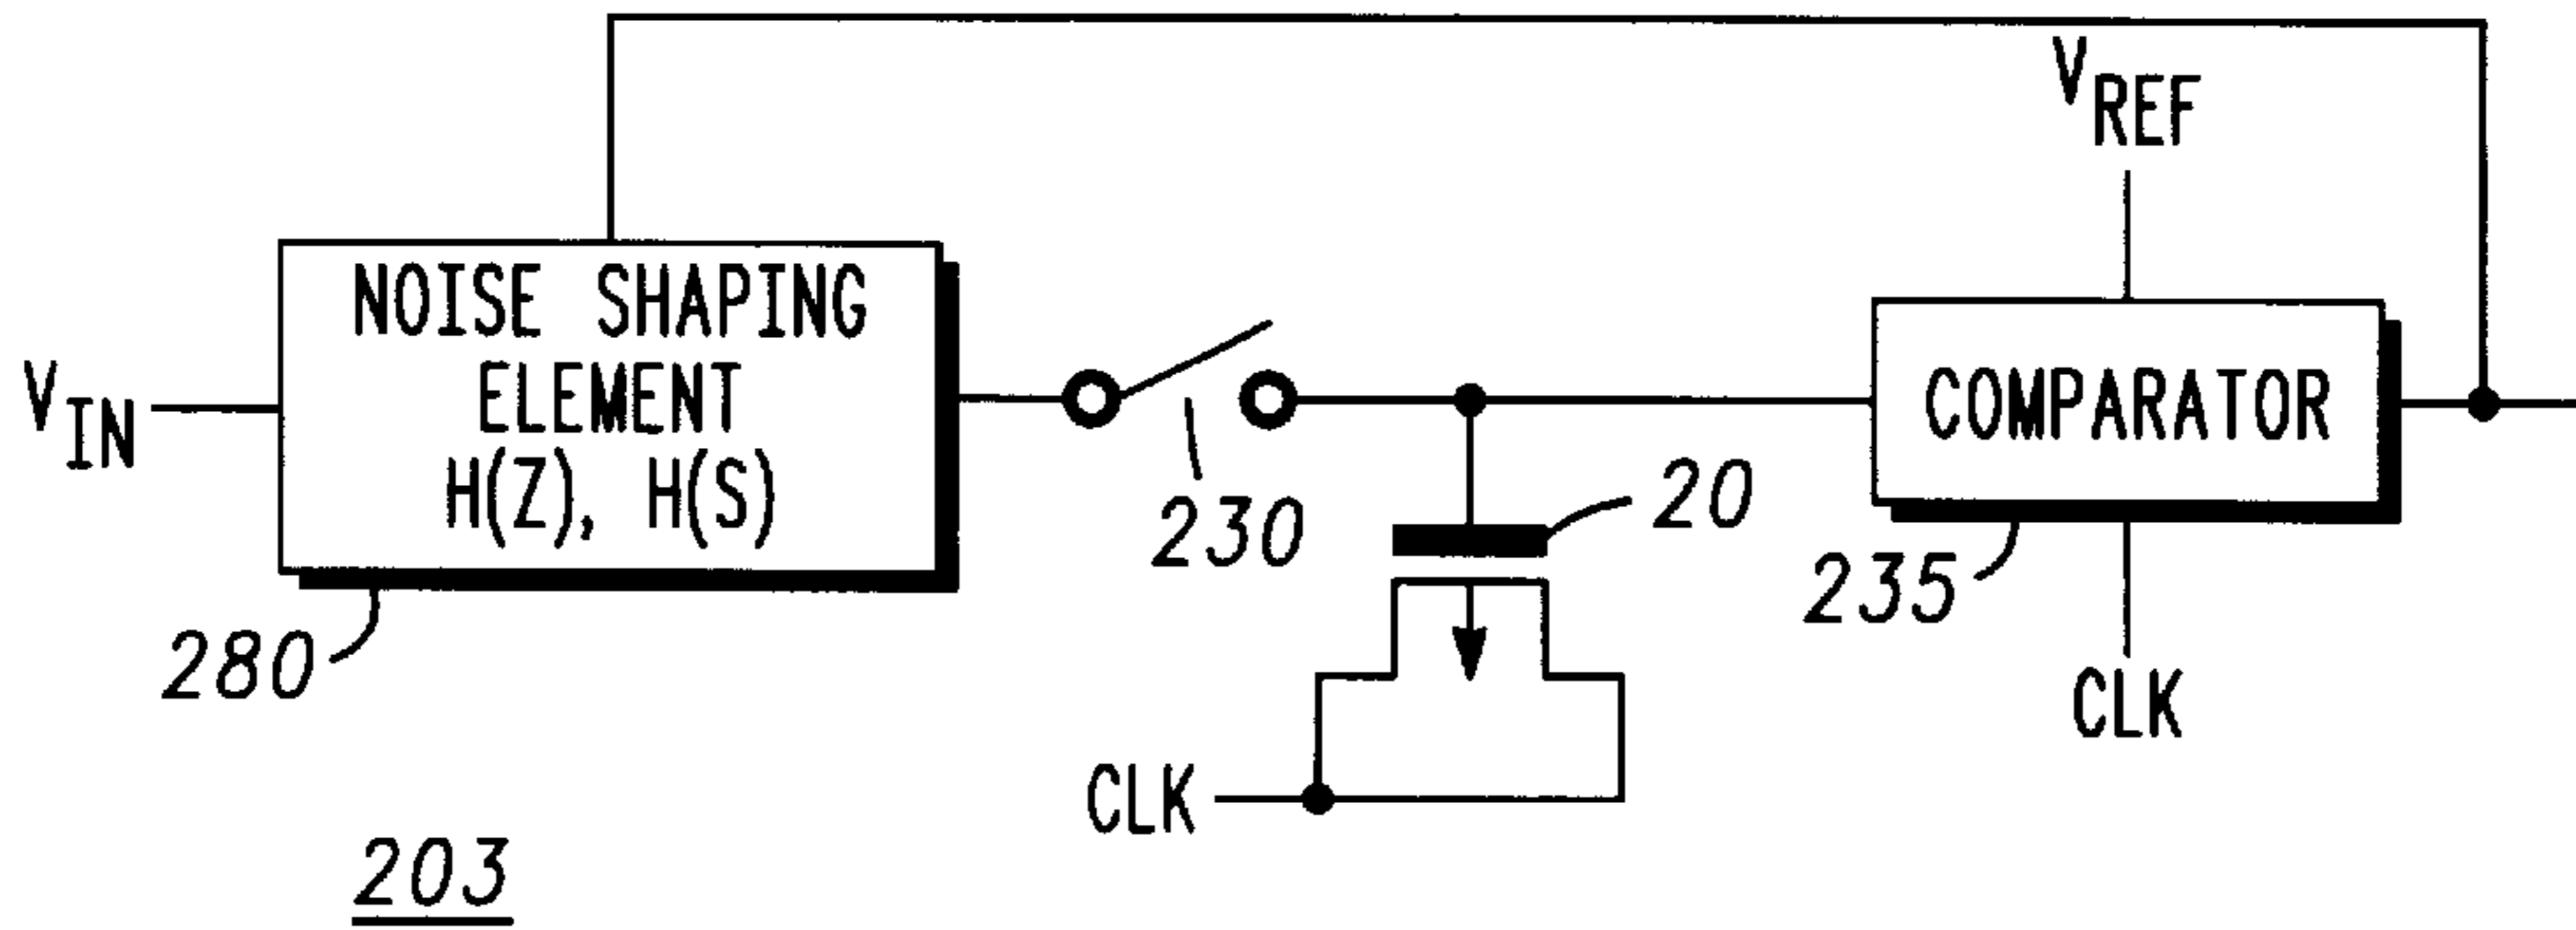 V_REF
NOISE SHAPING
ELEMENT
H(Z), H(S)
V_IN
COMPARATOR
230
20
235
280
CLK
CLK
203